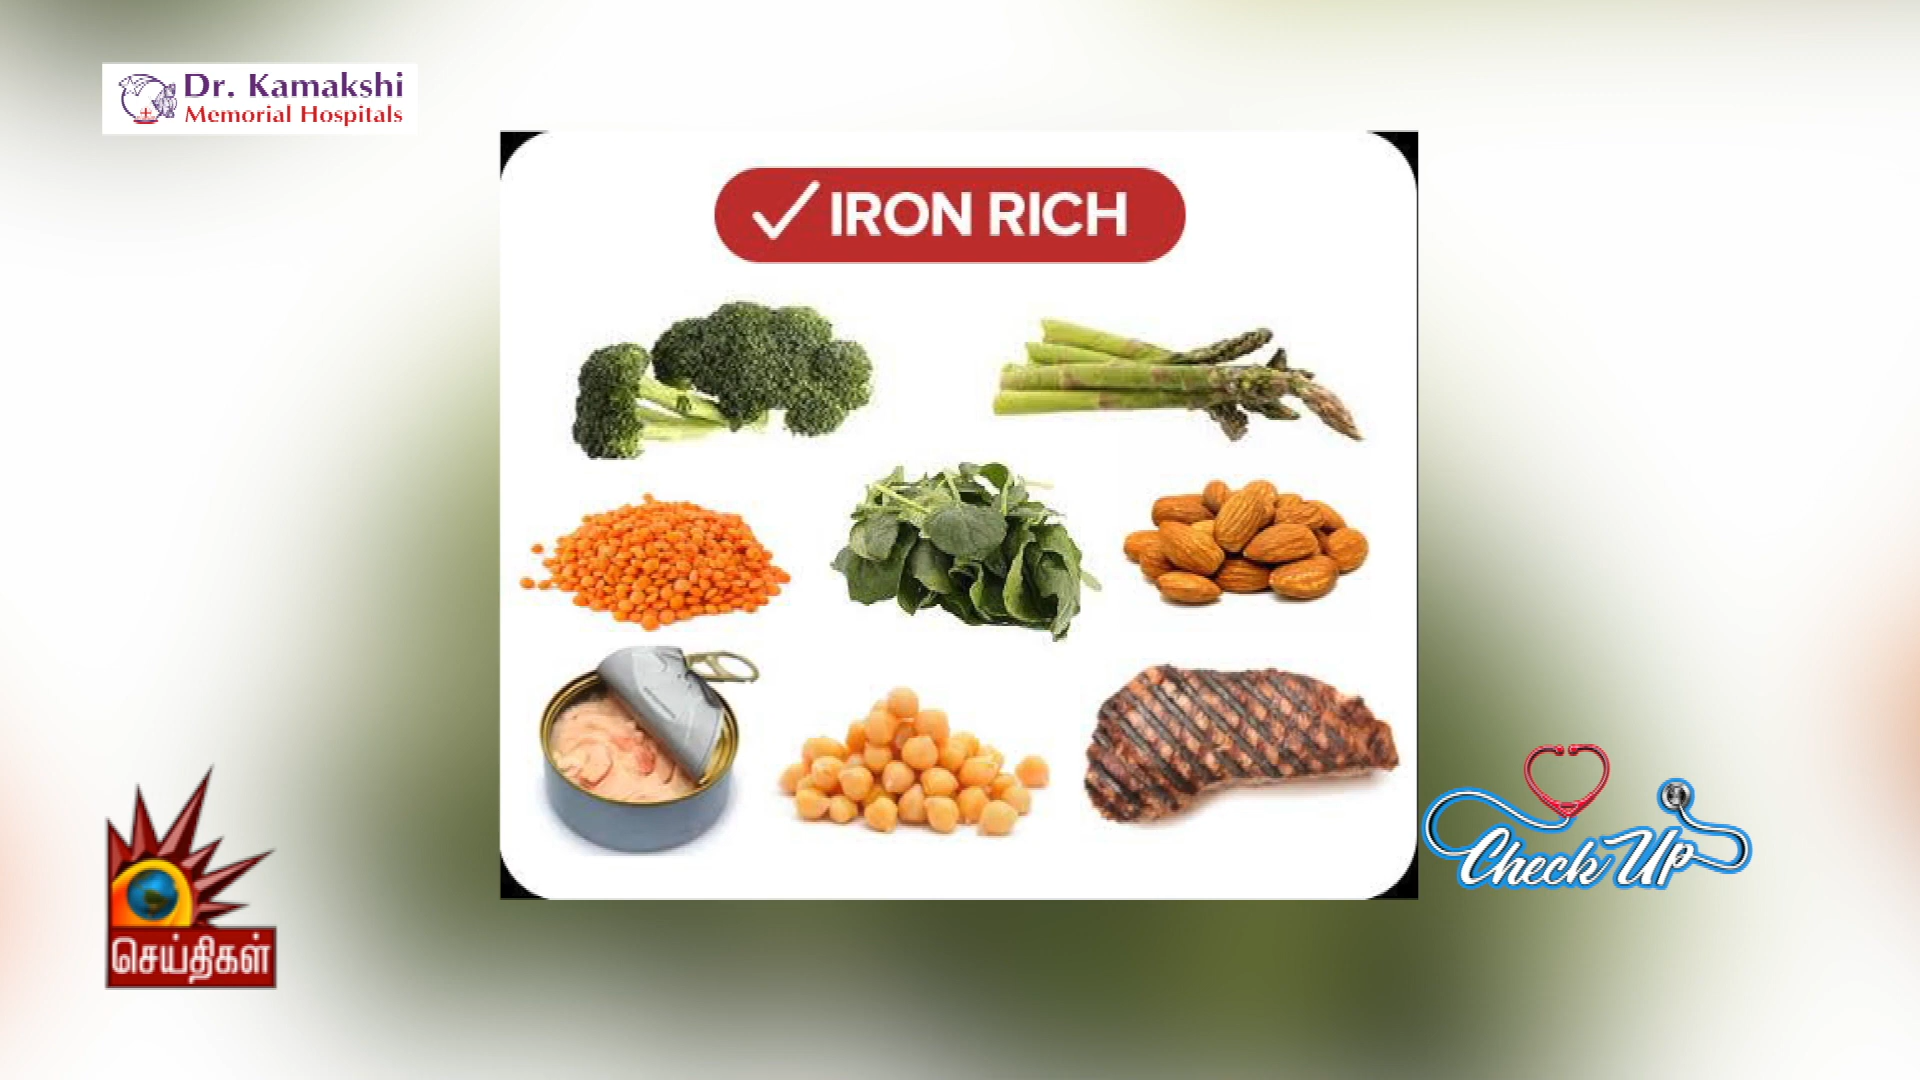 Dr. Kamakshi
Memorial Hospitals
IRON RICH
Check Up
செய்திகள்